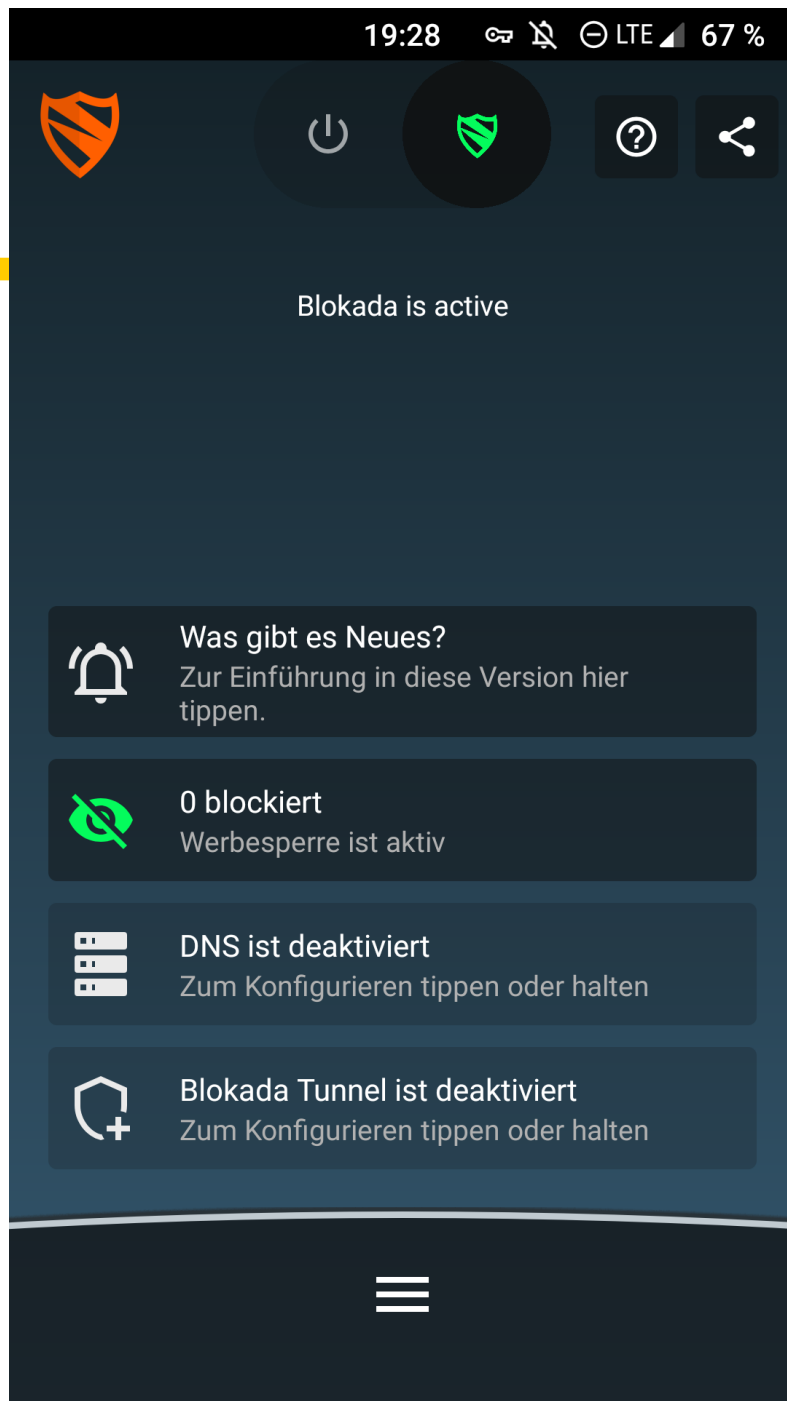 19:28 LTE 67 %
Blokada is active
Was gibt es Neues?
Zur Einführung in diese Version hier
tippen.
0 blockiert
Werbesperre ist aktiv
DNS ist deaktiviert
Zum Konfigurieren tippen oder halten
Blokada Tunnel ist deaktiviert
Zum Konfigurieren tippen oder halten